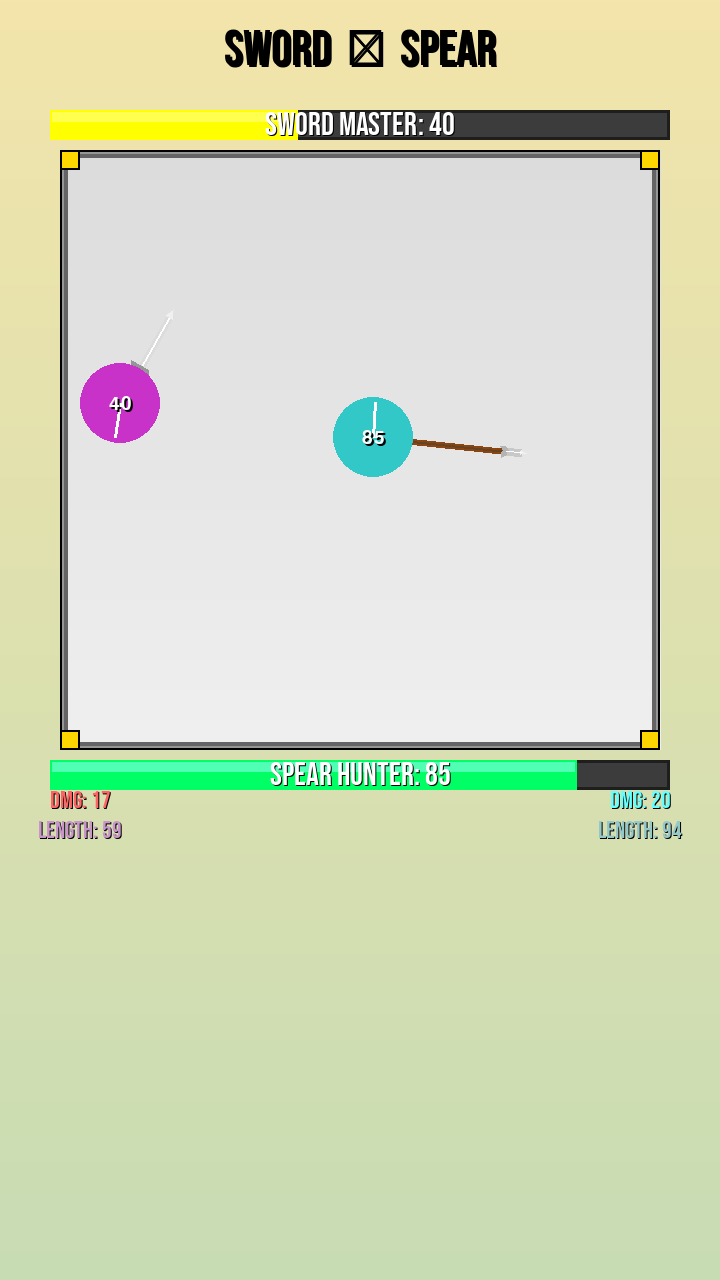 SWORD ⚔ SPEAR
SWORD MASTER: 40
40
85
SPEAR HUNTER: 85
DMG: 17
DMG: 20
LENGTH: 59
LENGTH: 94